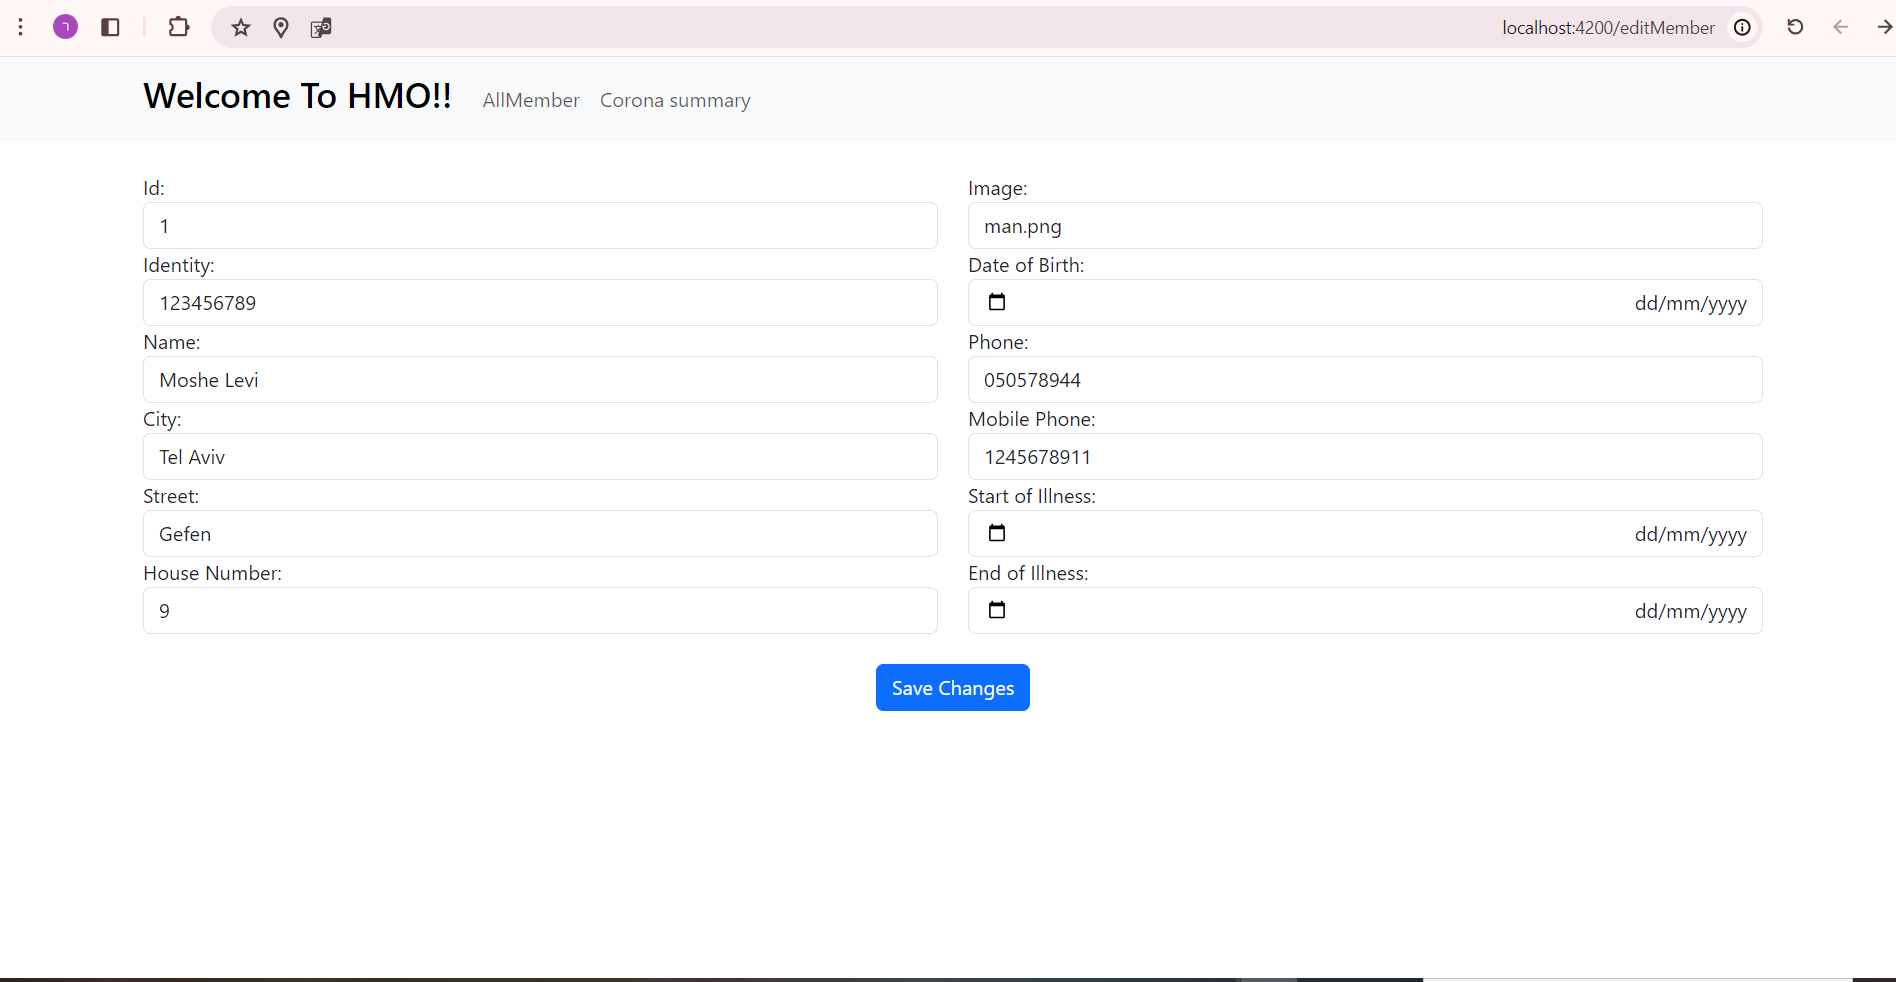 localhost:4200/editMember
Welcome To HMO!! AllMember Corona summary
Id:
1
Identity:
123456789
Name:
Moshe Levi
City:
Tel Aviv
Street:
Gefen
House Number:
9
Image:
man.png
Date of Birth:
dd/mm/yyyy
Phone:
050578944
Mobile Phone:
1245678911
Start of Illness:
dd/mm/yyyy
End of Illness:
dd/mm/yyyy
Save Changes